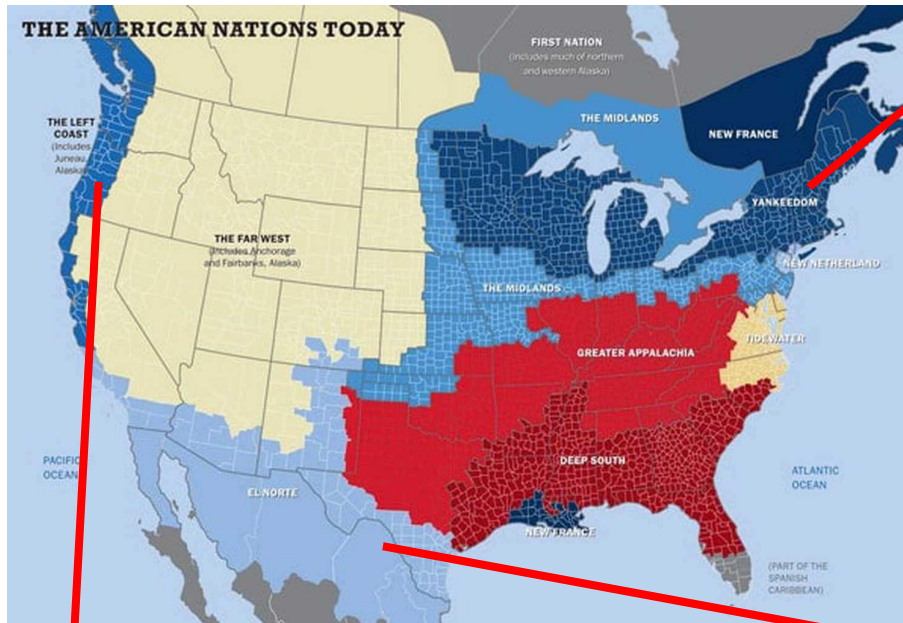 THE AMERICAN NATIONS TODAY
FIRST NATION
(Includes much of northern
and western Alaska)
THE LEFT
COAST
(Includes
Juneau,
Alaska)
THE MIDLANDS
NEW FRANCE
YANKEEDOM
THE FAR WEST
(Includes Anchorage
and Fairbanks, Alaska)
NEW NETHERLAND
THE MIDLANDS
TIDEWATER
GREATER APPALACHIA
PACIFIC
OCEAN
DEEP SOUTH
ATLANTIC
OCEAN
EL NORTE
NEW FRANCE
(PART OF THE
SPANISH
CARIBBEAN)